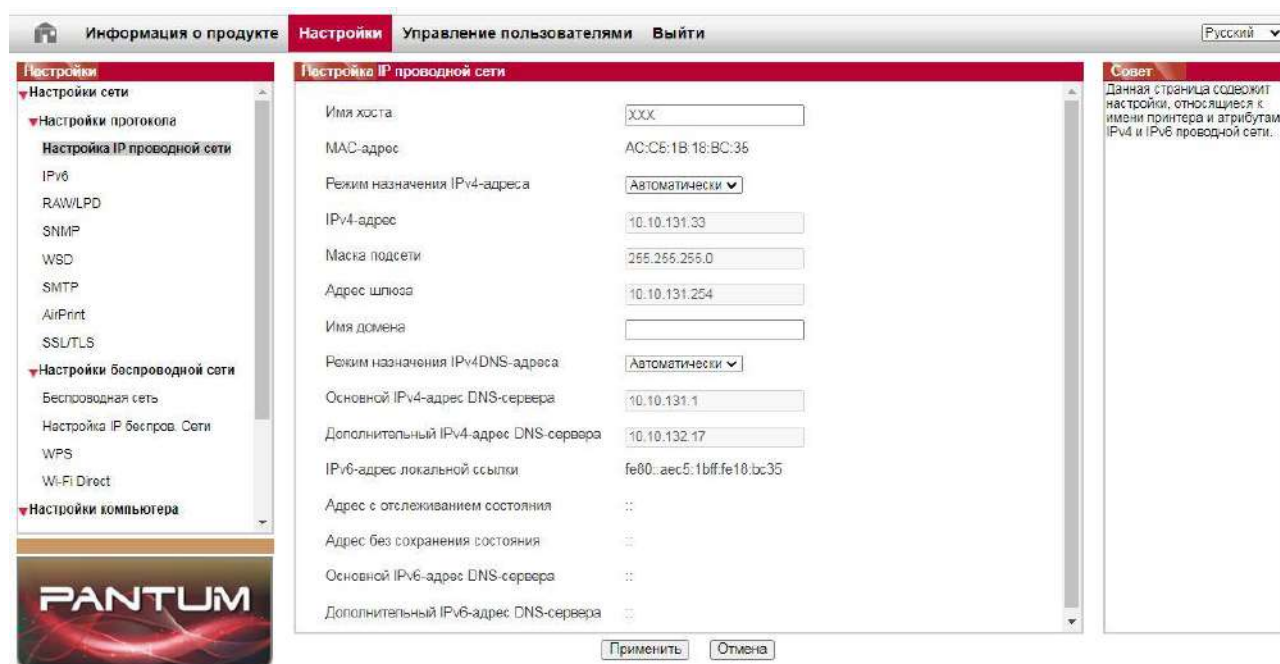 Информация о продукте Настройки Управление пользователями Выйти Русский
Настройки
Настройки сети
Настройки протокола
Настройка IP проводной сети
IPv6
RAW/LPD
SNMP
WSD
SMTP
AirPrint
SSL/TLS
Настройки беспроводной сети
Беспроводная сеть
Настройка IP беспров. Сети
WPS
Wi-Fi Direct
Настройки компьютера
PANTUM
Настройка IP проводной сети
Имя хоста XXX
MAC-адрес AC:C5:1B:18:BC:35
Режим назначения IPv4-адреса Автоматически
IPv4-адрес 10.10.131.33
Маска подсети 255.255.255.0
Адрес шлюза 10.10.131.254
Имя домена
Режим назначения IPv4DNS-адреса Автоматически
Основной IPv4-адрес DNS-сервера 10.10.131.1
Дополнительный IPv4-адрес DNS-сервера 10.10.132.17
IPv6-адрес локальной ссылки fe80::aec5:1bff:fe18:bc35
Адрес с отслеживанием состояния ::
Адрес без сохранения состояния ::
Основной IPv6-адрес DNS-сервера ::
Дополнительный IPv6-адрес DNS-сервера ::
Применить Отмена
Совет
Данная страница содержит
настройки, относящиеся к
имени принтера и атрибутам
IPv4 и IPv6 проводной сети.